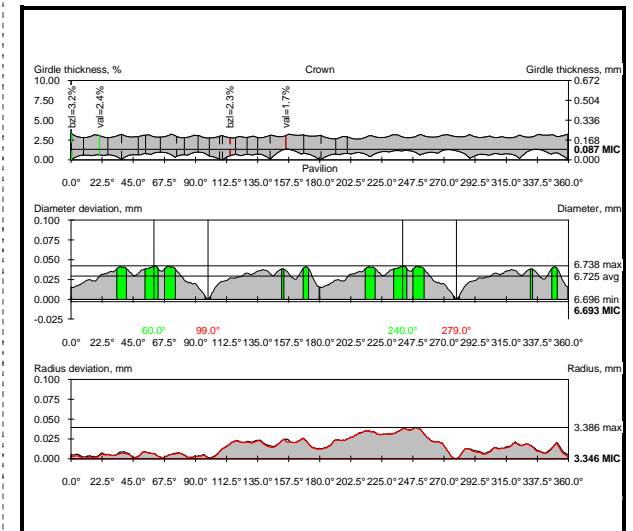 Girdle thickness, % Crown Girdle thickness, mm
10.00 0.672
7.50 0.504
5.00 0.336
2.50 0.168
0.087 MIC
0.00 0.000
bzl=3.2% val=2.4% bzl=2.3% val=1.7%
Pavilion
0.0° 22.5° 45.0° 67.5° 90.0° 112.5° 135.0° 157.5° 180.0° 202.5° 225.0° 247.5° 270.0° 292.5° 315.0° 337.5° 360.0°
Diameter deviation, mm Diameter, mm
0.100
0.075
0.050
6.738 max
0.025 6.725 avg
0.000 6.696 min
6.693 MIC
-0.025
60.0° 99.0° 240.0° 279.0°
0.0° 22.5° 45.0° 67.5° 90.0° 112.5° 135.0° 157.5° 180.0° 202.5° 225.0° 247.5° 270.0° 292.5° 315.0° 337.5° 360.0°
Radius deviation, mm Radius, mm
0.100
0.075
0.050
3.386 max
0.025
0.000 3.346 MIC
0.0° 22.5° 45.0° 67.5° 90.0° 112.5° 135.0° 157.5° 180.0° 202.5° 225.0° 247.5° 270.0° 292.5° 315.0° 337.5° 360.0°